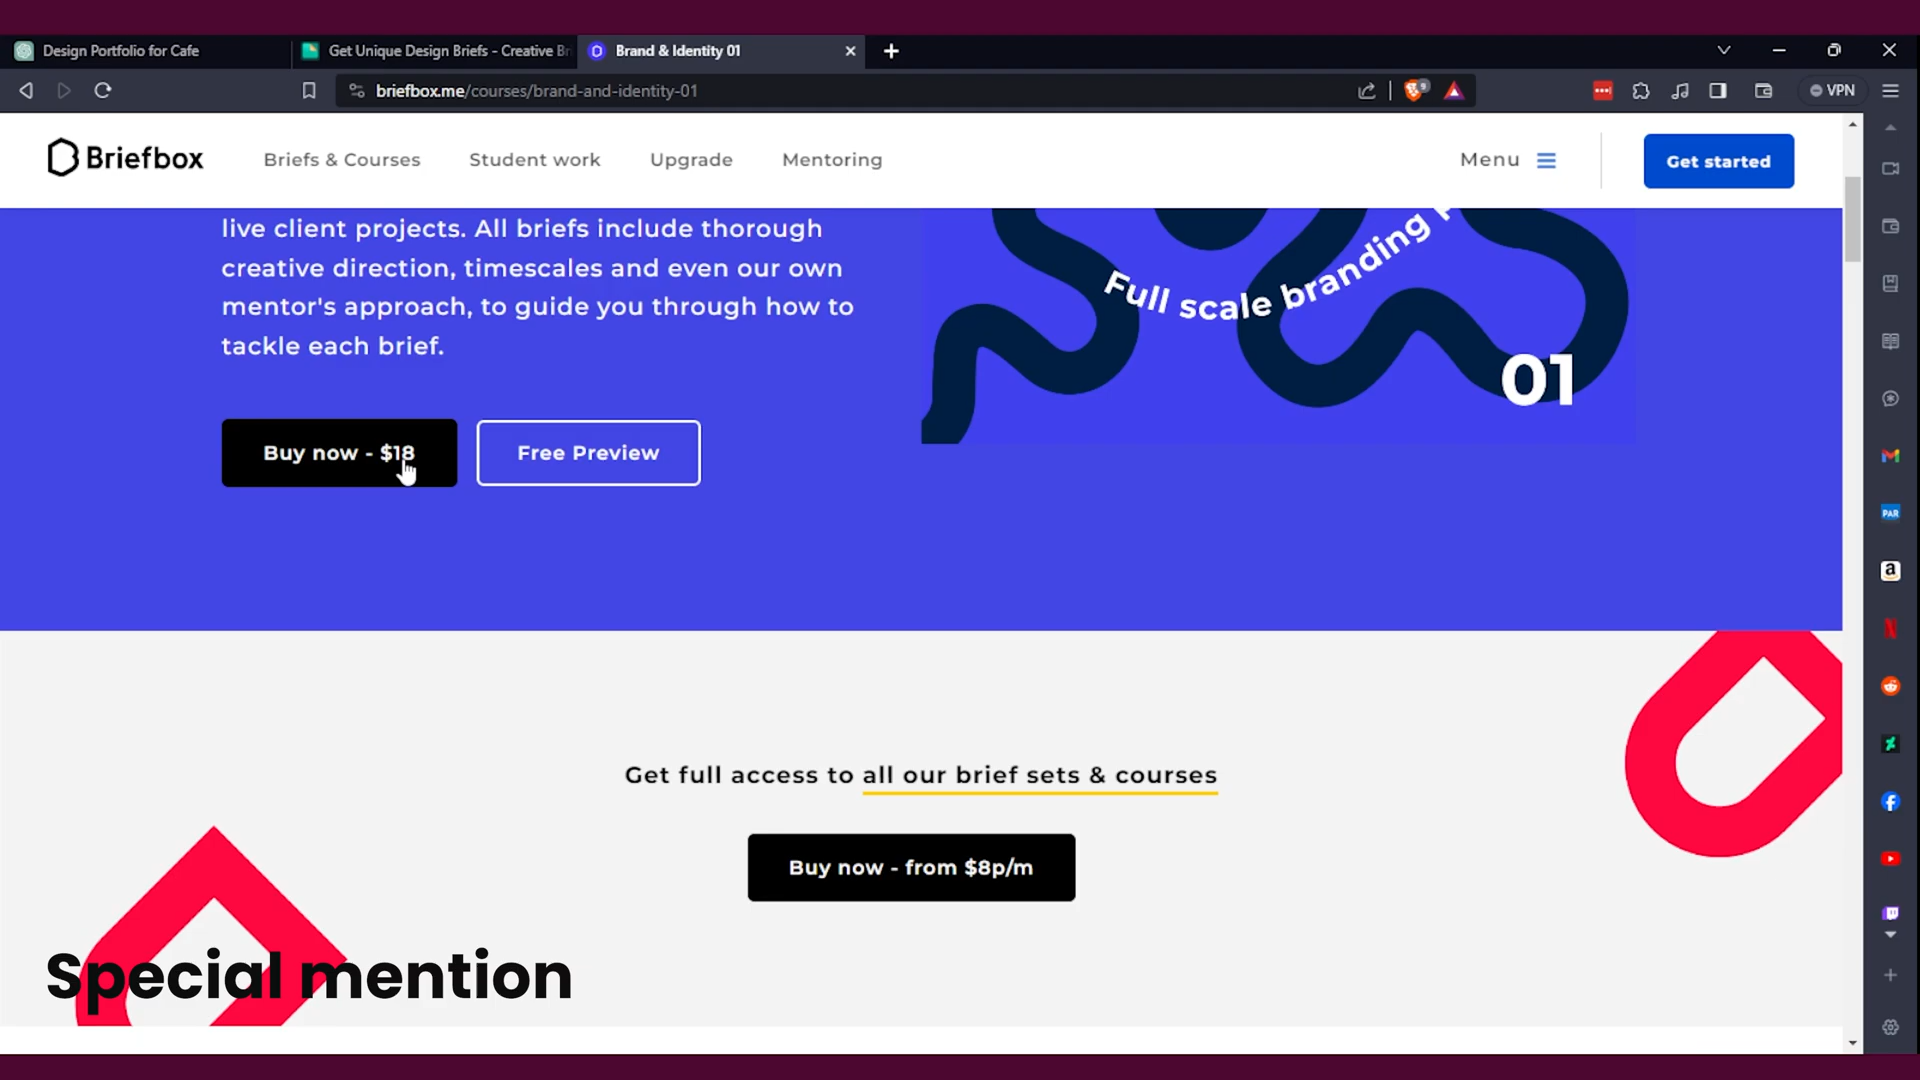 Design Portfolio for Cafe
Get Unique Design Briefs - Creative Br
Brand & Identity 01
briefbox.me/courses/brand-and-identity-01
VPN
Briefbox
Briefs & Courses
Student work
Upgrade
Mentoring
Menu
Get started
live client projects. All briefs include thorough
creative direction, timescales and even our own
mentor's approach, to guide you through how to
tackle each brief.
Full scale branding
01
Buy now - $18
Free Preview
PAR
Get full access to all our brief sets & courses
Buy now - from $8p/m
Special mention